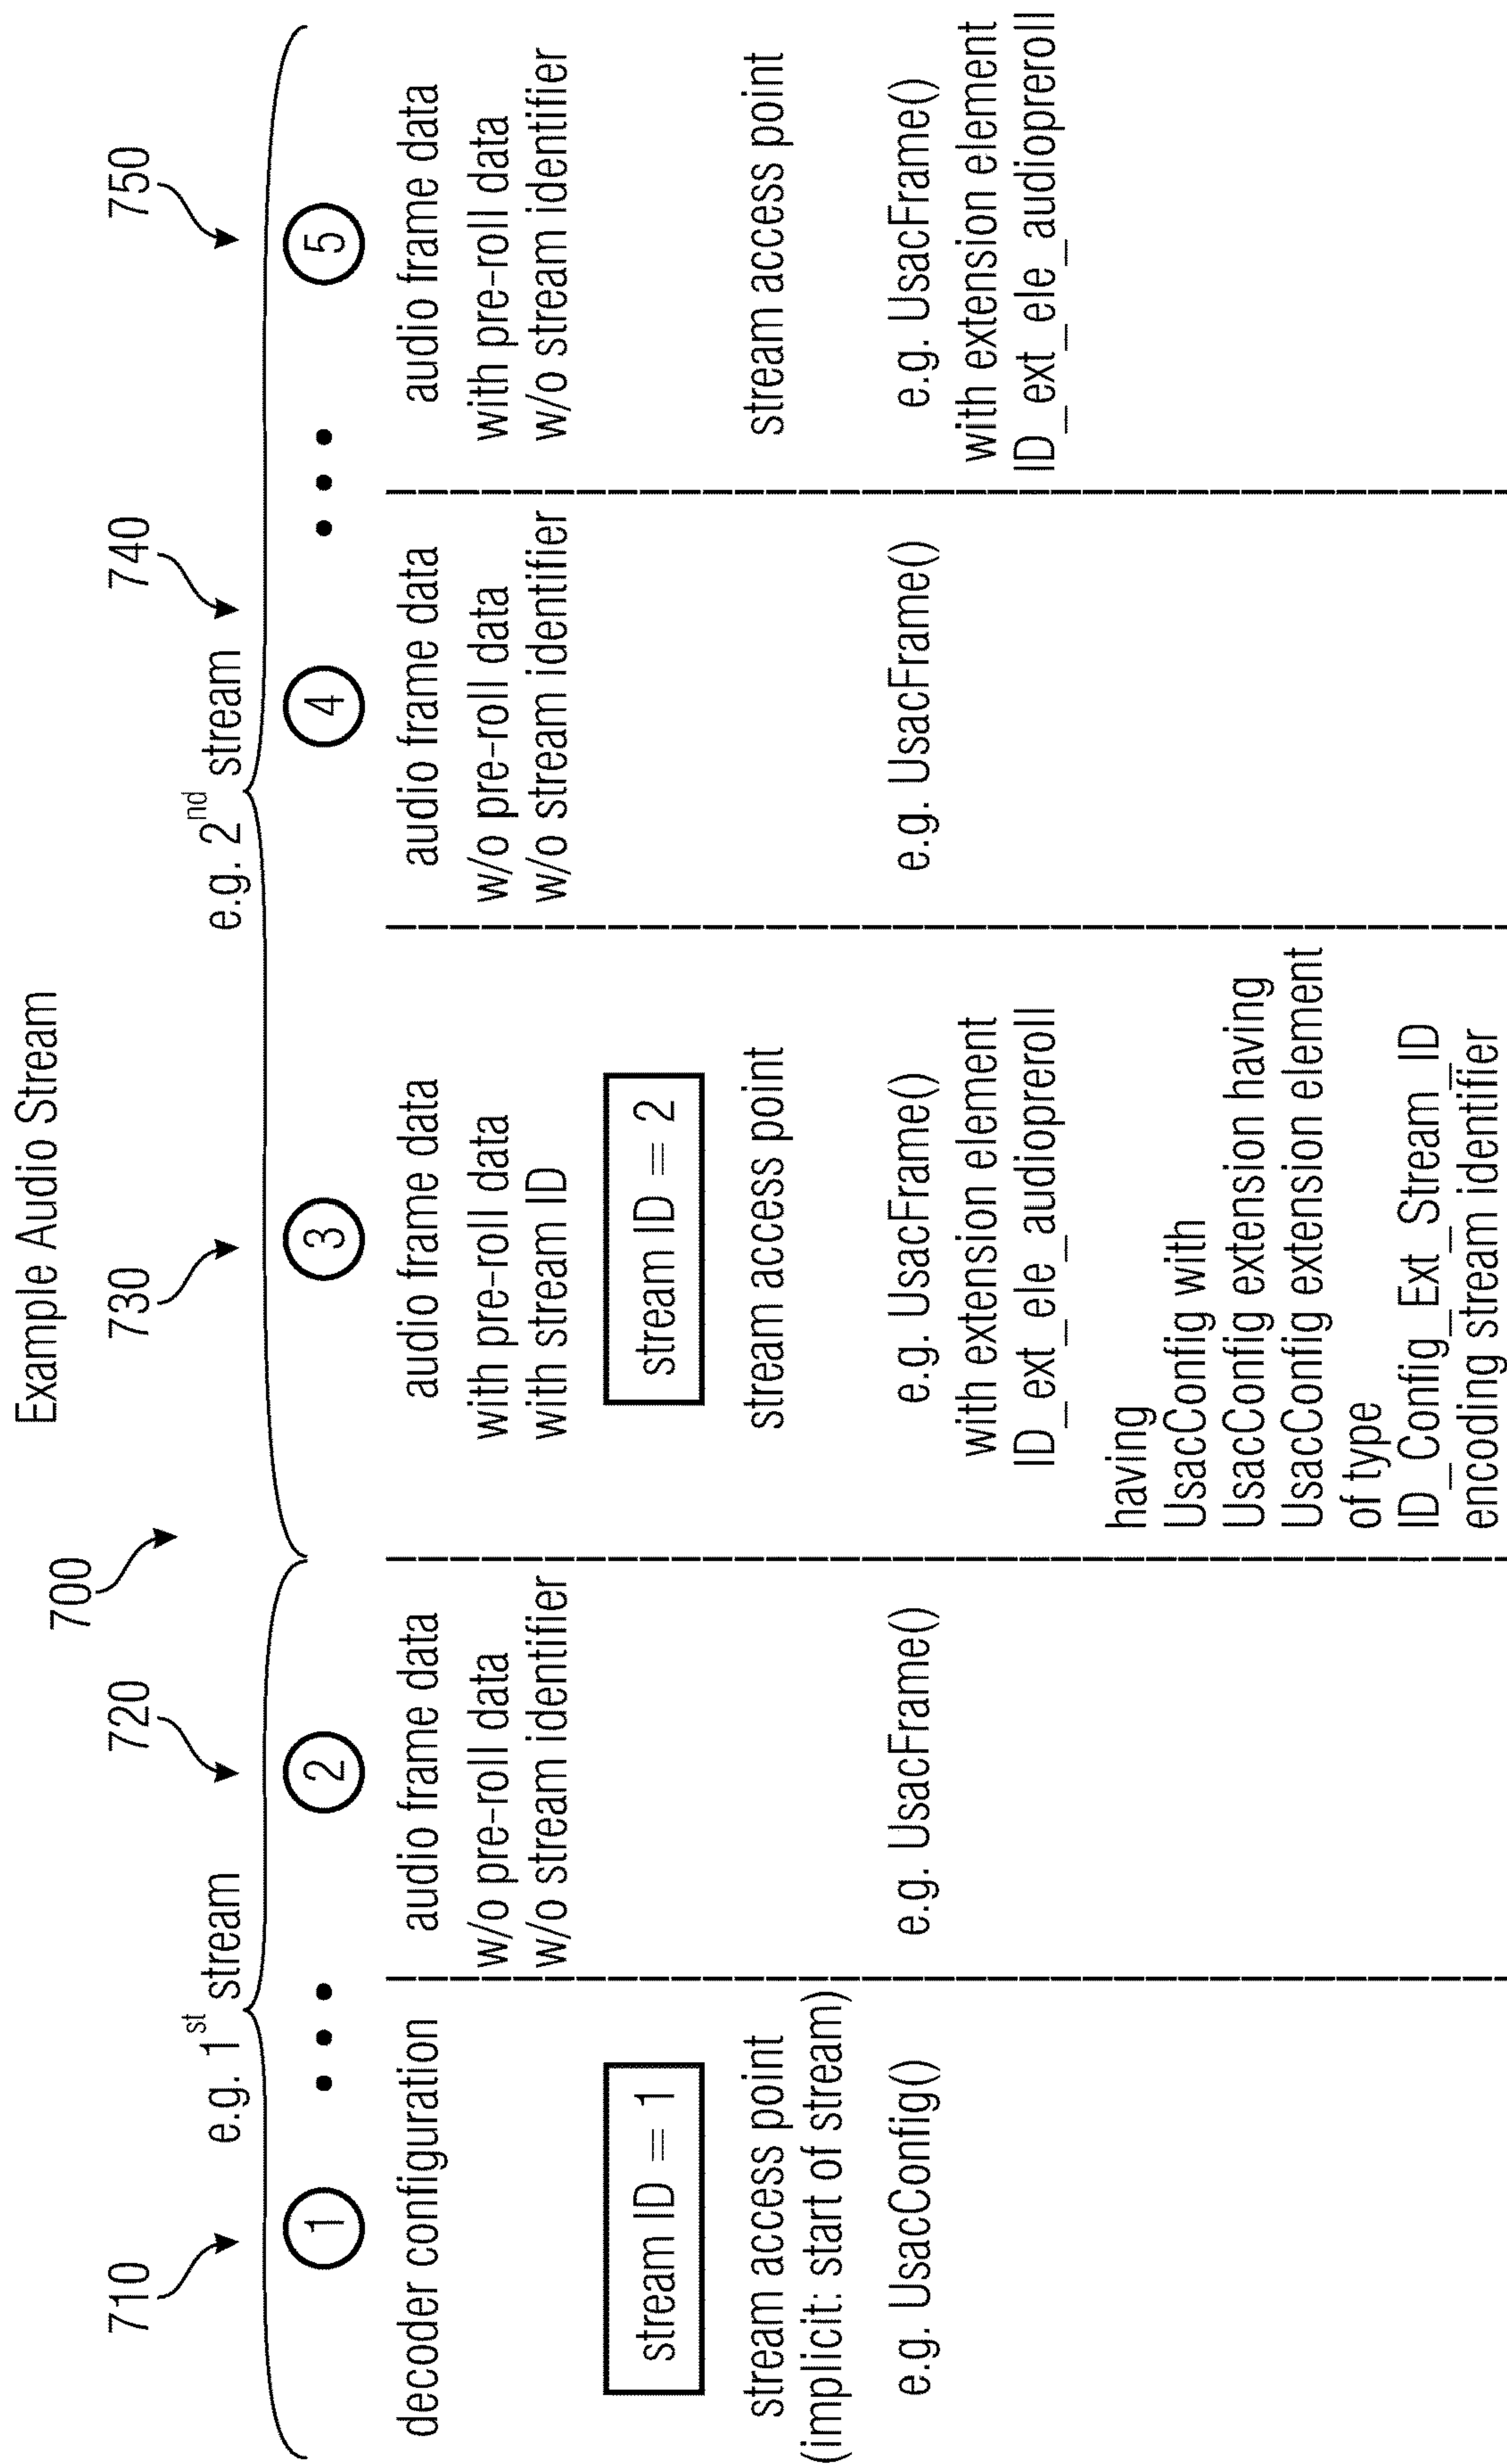 Example Audio Stream
700
e.g. 1st stream
e.g. 2nd stream
710
1
decoder configuration
stream ID = 1
stream access point
(implicit: start of stream)
e.g. UsacConfig()
720
2
audio frame data
w/o pre-roll data
w/o stream identifier
e.g. UsacFrame()
730
3
audio frame data
with pre-roll data
with stream ID
stream ID = 2
stream access point
e.g. UsacFrame()
with extension element
ID_ext_ele_audiopreroll
having
UsacConfig with
UsacConfig extension having
UsacConfig extension element
of type
ID_Config_Ext_Stream_ID
encoding stream identifier
740
4
audio frame data
w/o pre-roll data
w/o stream identifier
e.g. UsacFrame()
750
5
audio frame data
with pre-roll data
w/o stream identifier
stream access point
e.g. UsacFrame()
with extension element
ID_ext_ele_audiopreroll